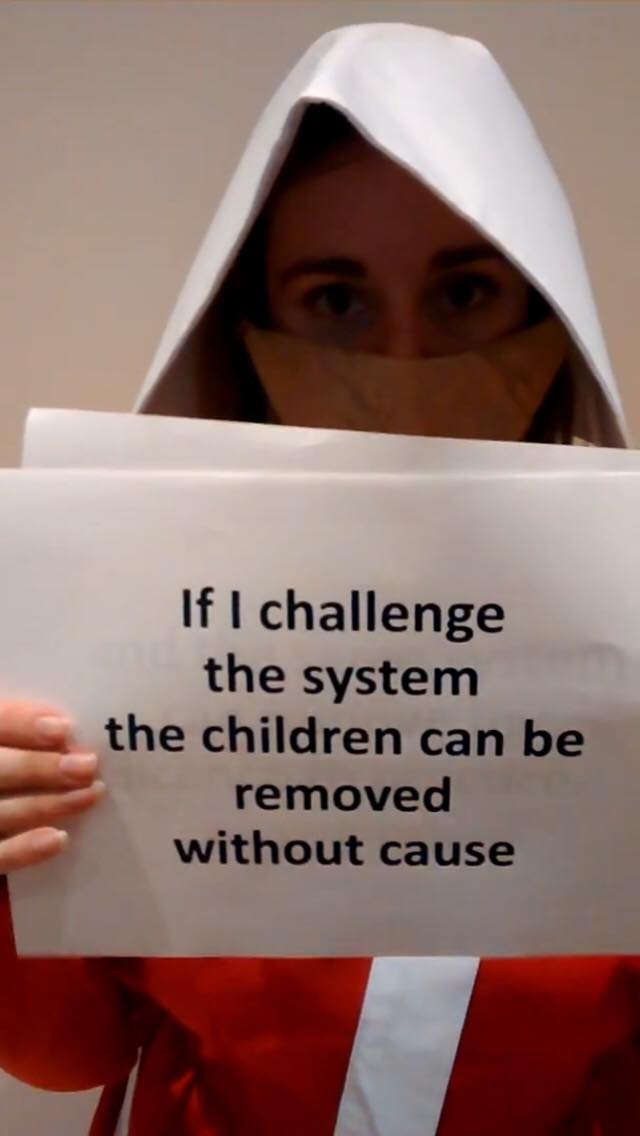 If I challenge
the system
the children can be
removed
without cause